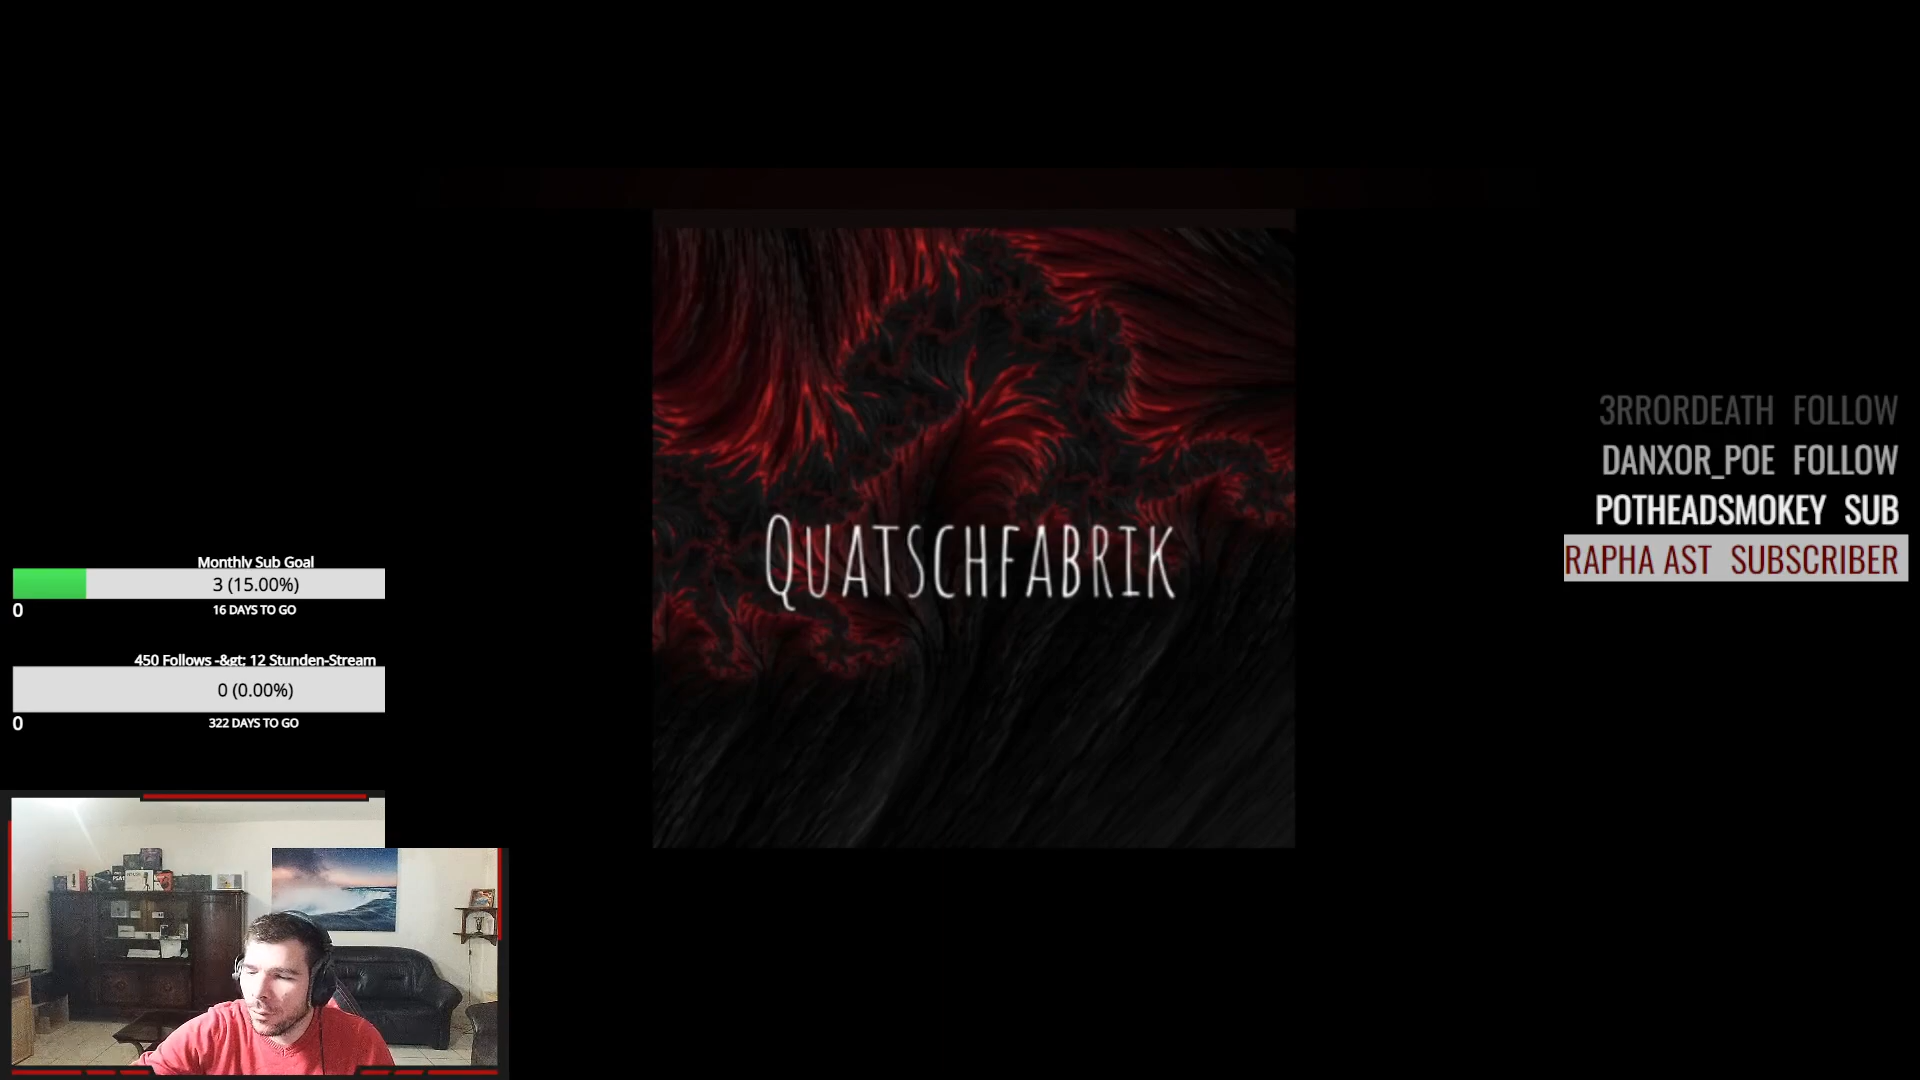 3RRORDEATH FOLLOW
DANXOR_POE FOLLOW
POTHEADSMOKEY SUB
RAPHA AST SUBSCRIBER
QUATSCHFABRIK
Monthly Sub Goal
3 (15.00%)
0
16 DAYS TO GO
450 Follows -&gt; 12 Stunden-Stream
0 (0.00%)
0
322 DAYS TO GO